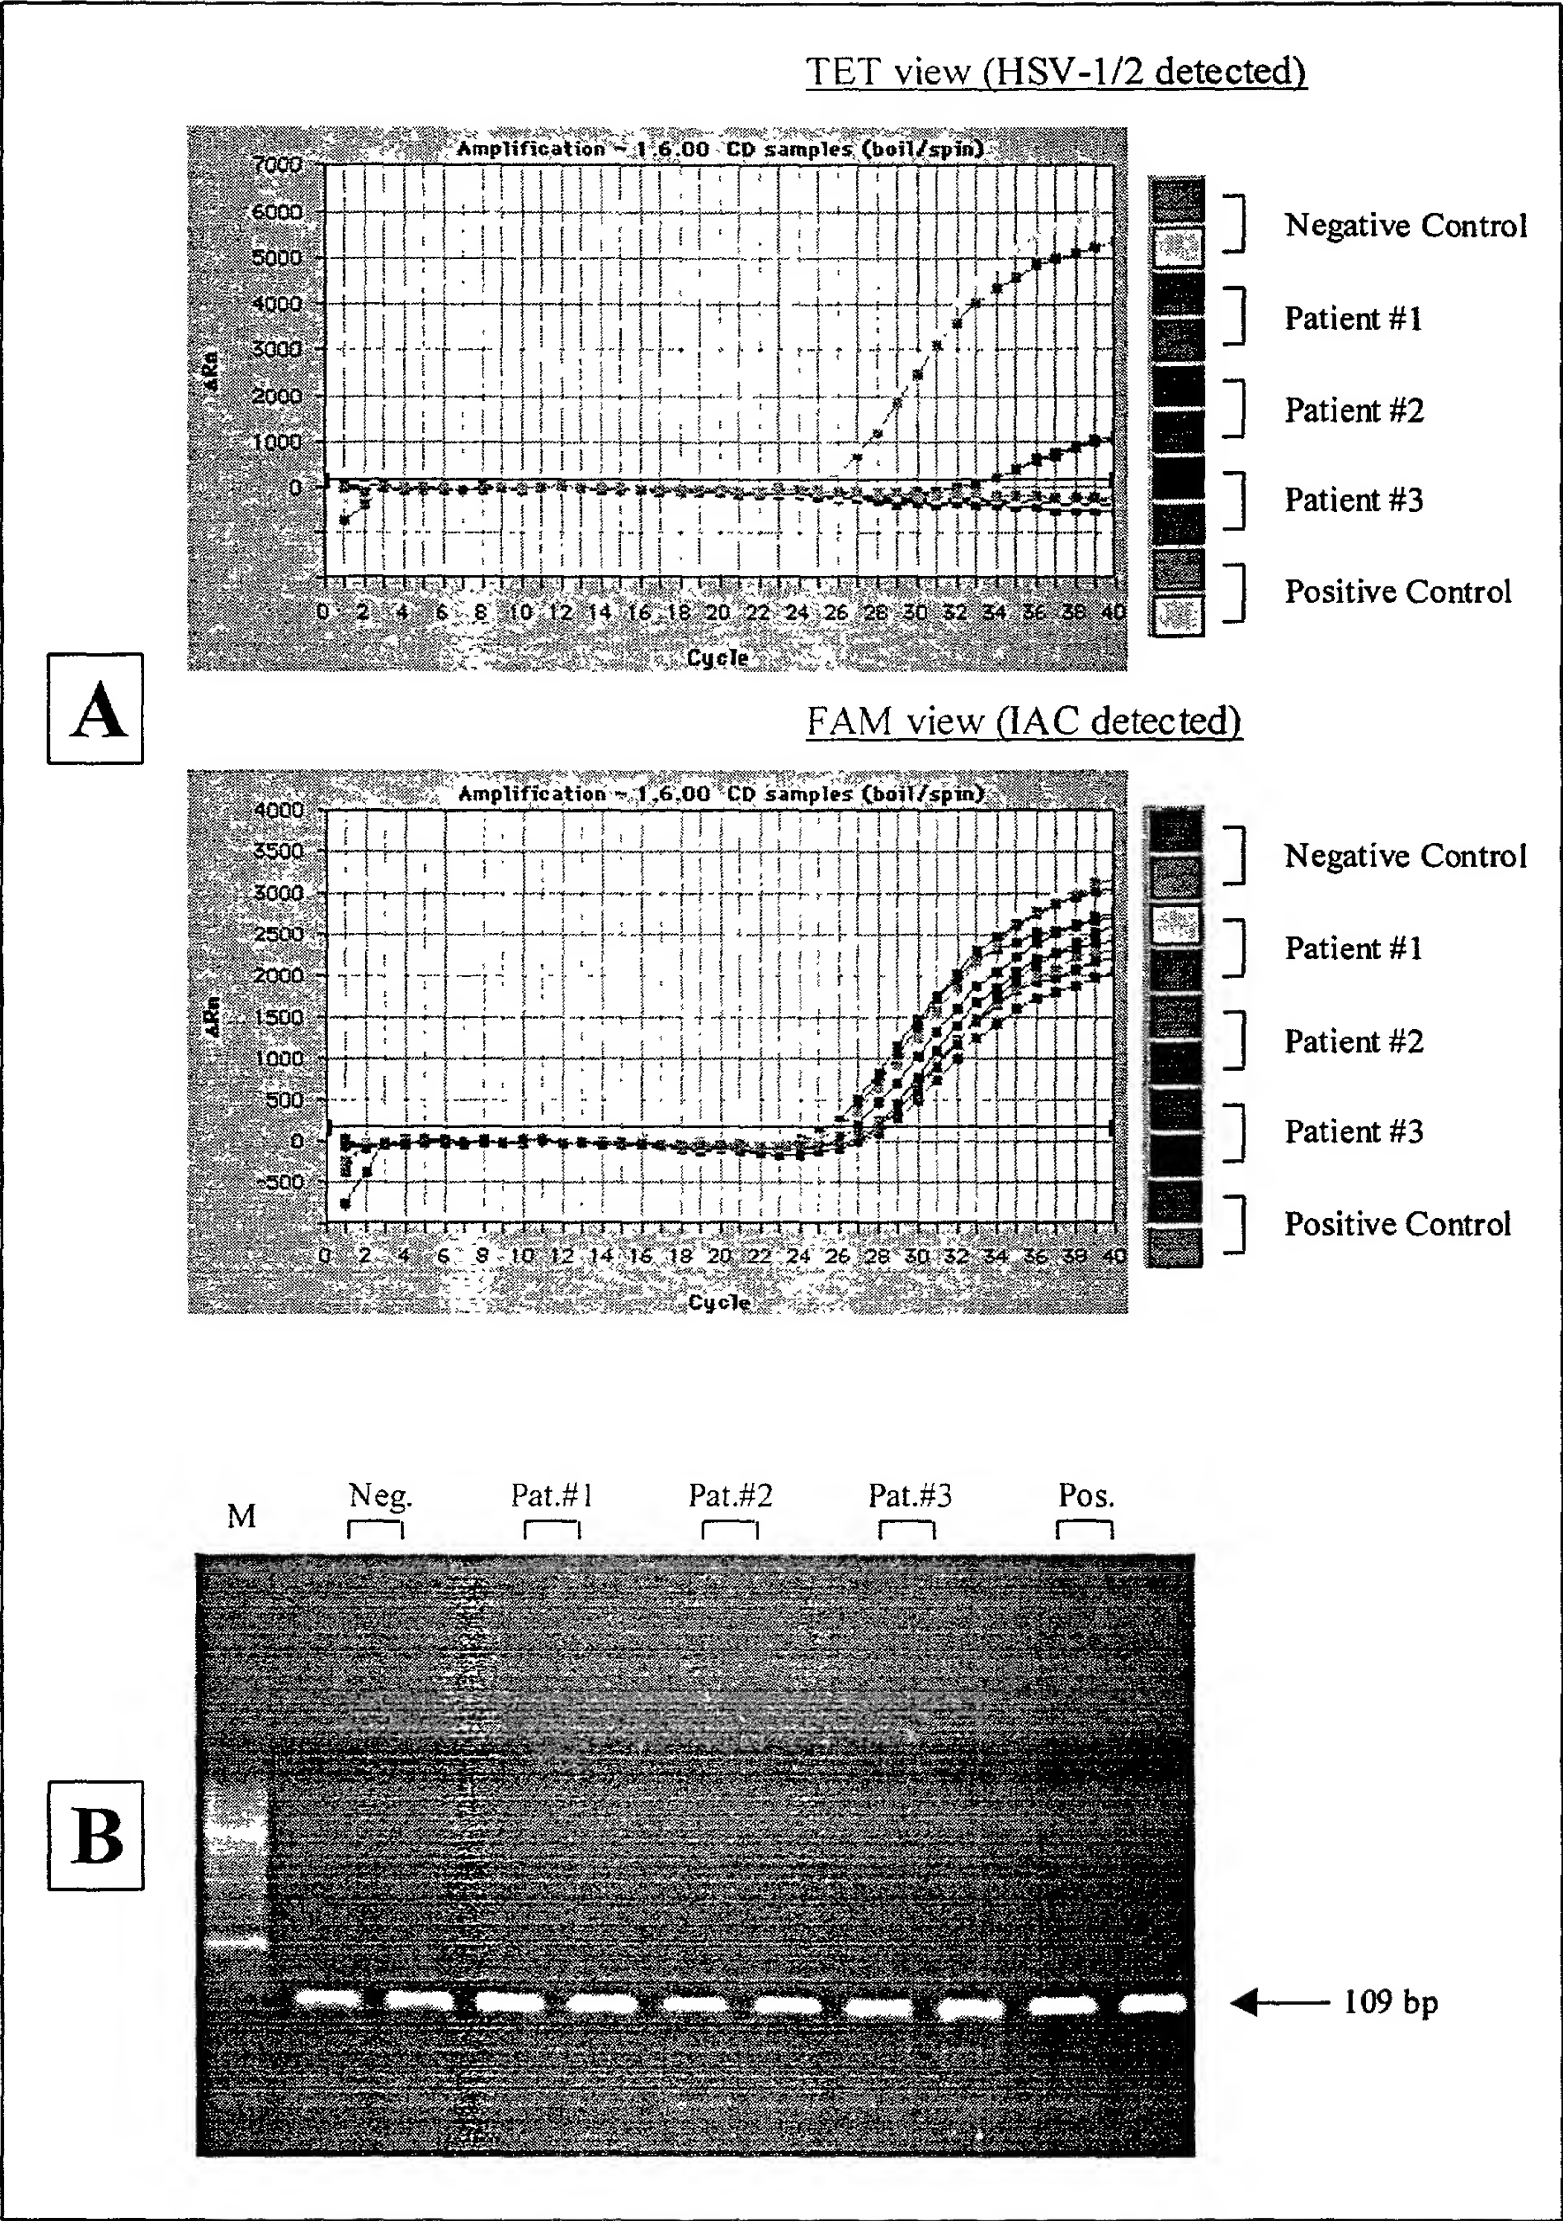 TET view (HSV-1/2 detected)
Amplification - 1.6.00 CD samples (boil/spin)
7000
6000
5000
4000
3000
2000
1000
0
ΔRn
0 2 4 6 8 10 12 14 16 18 20 22 24 26 28 30 32 34 36 38 40
Cycle
Negative Control
Patient #1
Patient #2
Patient #3
Positive Control
A
FAM view (IAC detected)
Amplification - 1.6.00 CD samples (boil/spin)
4000
3500
3000
2500
2000
1500
1000
500
0
-500
ΔRn
0 2 4 6 8 10 12 14 16 18 20 22 24 26 28 30 32 34 36 38 40
Cycle
Negative Control
Patient #1
Patient #2
Patient #3
Positive Control
M Neg. Pat.#1 Pat.#2 Pat.#3 Pos.
B
109 bp